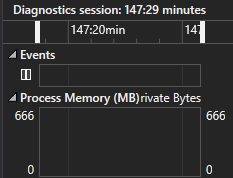 Diagnostics session: 147:29 minutes
147:20min 147
Events
Process Memory (MB)rivate Bytes
666 666
0 0